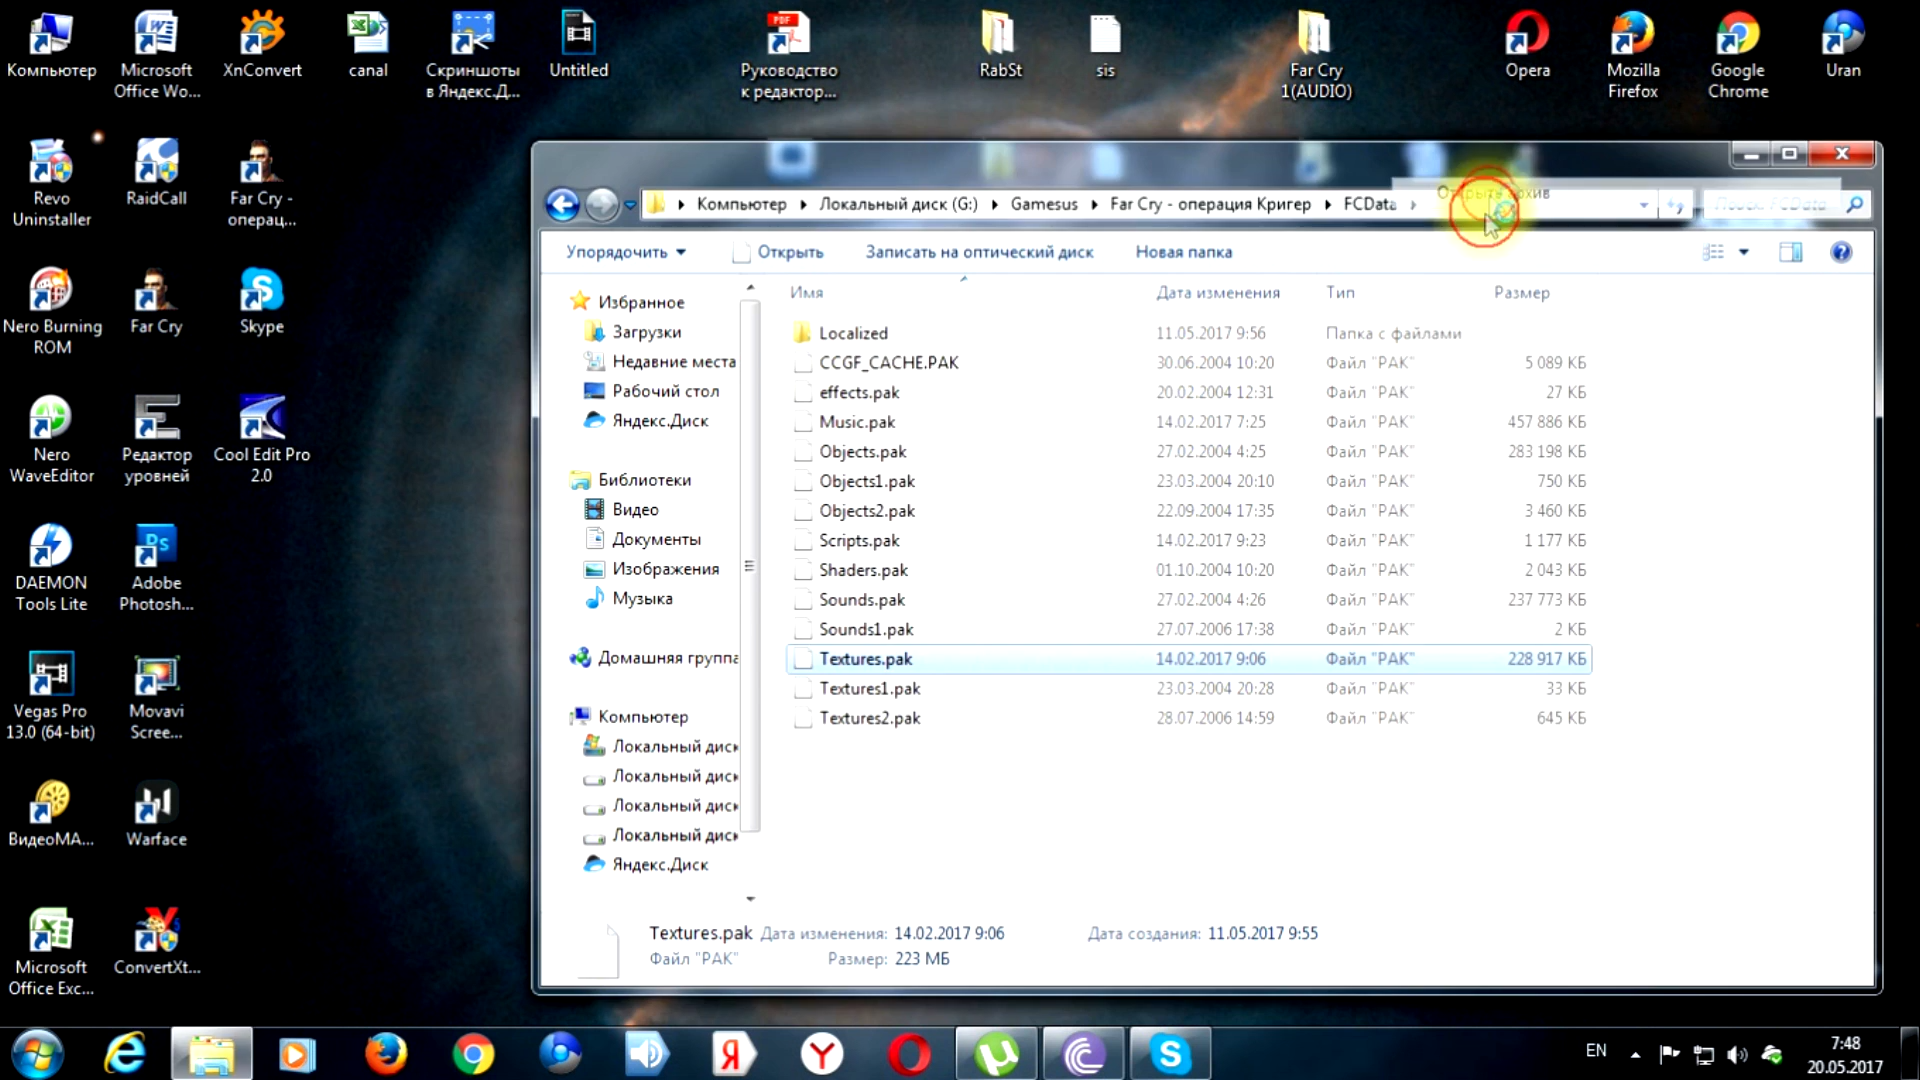 Компьютер
Microsoft
Office Wo...
XnConvert
canal
Скриншоты
в Яндекс.Д...
Untitled
Руководство
к редактор...
RabSt
sis
Far Cry
1(AUDIO)
Opera
Mozilla
Firefox
Google
Chrome
Uran
Revo
Uninstaller
RaidCall
Far Cry -
операц...
Nero Burning
ROM
Far Cry
Skype
Nero
WaveEditor
Редактор
уровней
Cool Edit Pro
2.0
DAEMON
Tools Lite
Adobe
Photosh...
Vegas Pro
13.0 (64-bit)
Movavi
Scree...
ВидеоМА...
Warface
Microsoft
Office Exc...
ConvertXt...
Компьютер
Локальный диск (G:)
Gamesus
Far Cry - операция Кригер
FCData
Открыть архив
Поиск: FCData
Упорядочить
Открыть
Записать на оптический диск
Новая папка
Имя Дата изменения Тип Размер
Localized 11.05.2017 9:56 Папка с файлами
CCGF_CACHE.PAK 30.06.2004 10:20 Файл "PAK" 5 089 КБ
effects.pak 20.02.2004 12:31 Файл "PAK" 27 КБ
Music.pak 14.02.2017 7:25 Файл "PAK" 457 886 КБ
Objects.pak 27.02.2004 4:25 Файл "PAK" 283 198 КБ
Objects1.pak 23.03.2004 20:10 Файл "PAK" 750 КБ
Objects2.pak 22.09.2004 17:35 Файл "PAK" 3 460 КБ
Scripts.pak 14.02.2017 9:23 Файл "PAK" 1 177 КБ
Shaders.pak 01.10.2004 10:20 Файл "PAK" 2 043 КБ
Sounds.pak 27.02.2004 4:26 Файл "PAK" 237 773 КБ
Sounds1.pak 27.07.2006 17:38 Файл "PAK" 2 КБ
Textures.pak 14.02.2017 9:06 Файл "PAK" 228 917 КБ
Textures1.pak 23.03.2004 20:28 Файл "PAK" 33 КБ
Textures2.pak 28.07.2006 14:59 Файл "PAK" 645 КБ
Избранное
Загрузки
Недавние места
Рабочий стол
Яндекс.Диск
Библиотеки
Видео
Документы
Изображения
Музыка
Домашняя группа
Компьютер
Локальный диск
Локальный диск
Локальный диск
Локальный диск
Яндекс.Диск
Textures.pak Дата изменения: 14.02.2017 9:06 Дата создания: 11.05.2017 9:55
Файл "PAK" Размер: 223 МБ
EN
7:48
20.05.2017